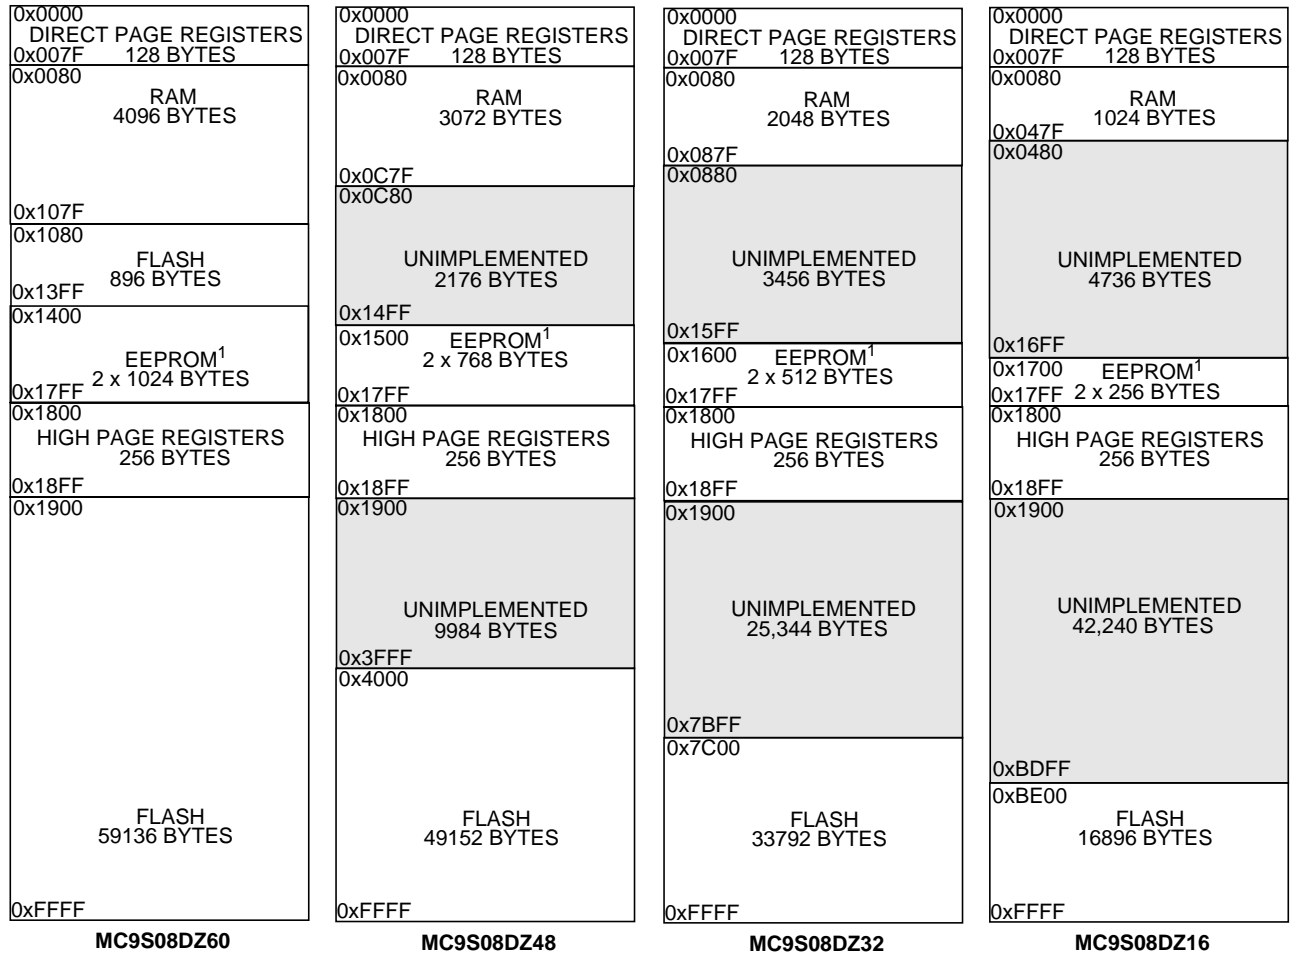 0x0000
DIRECT PAGE REGISTERS
0x007F 128 BYTES
0x0080
RAM
4096 BYTES
0x107F
0x1080
FLASH
896 BYTES
0x13FF
0x1400
EEPROM1
2 x 1024 BYTES
0x17FF
0x1800
HIGH PAGE REGISTERS
256 BYTES
0x18FF
0x1900
FLASH
59136 BYTES
0xFFFF
MC9S08DZ60
0x0000
DIRECT PAGE REGISTERS
0x007F 128 BYTES
0x0080
RAM
3072 BYTES
0x0C7F
0x0C80
UNIMPLEMENTED
2176 BYTES
0x14FF
0x1500 EEPROM1
2 x 768 BYTES
0x17FF
0x1800
HIGH PAGE REGISTERS
256 BYTES
0x18FF
0x1900
UNIMPLEMENTED
9984 BYTES
0x3FFF
0x4000
FLASH
49152 BYTES
0xFFFF
MC9S08DZ48
0x0000
DIRECT PAGE REGISTERS
0x007F 128 BYTES
0x0080
RAM
2048 BYTES
0x087F
0x0880
UNIMPLEMENTED
3456 BYTES
0x15FF
0x1600 EEPROM1
2 x 512 BYTES
0x17FF
0x1800
HIGH PAGE REGISTERS
256 BYTES
0x18FF
0x1900
UNIMPLEMENTED
25,344 BYTES
0x7BFF
0x7C00
FLASH
33792 BYTES
0xFFFF
MC9S08DZ32
0x0000
DIRECT PAGE REGISTERS
0x007F 128 BYTES
0x0080
RAM
1024 BYTES
0x047F
0x0480
UNIMPLEMENTED
4736 BYTES
0x16FF
0x1700 EEPROM1
0x17FF 2 x 256 BYTES
0x1800
HIGH PAGE REGISTERS
256 BYTES
0x18FF
0x1900
UNIMPLEMENTED
42,240 BYTES
0xBDFF
0xBE00
FLASH
16896 BYTES
0xFFFF
MC9S08DZ16